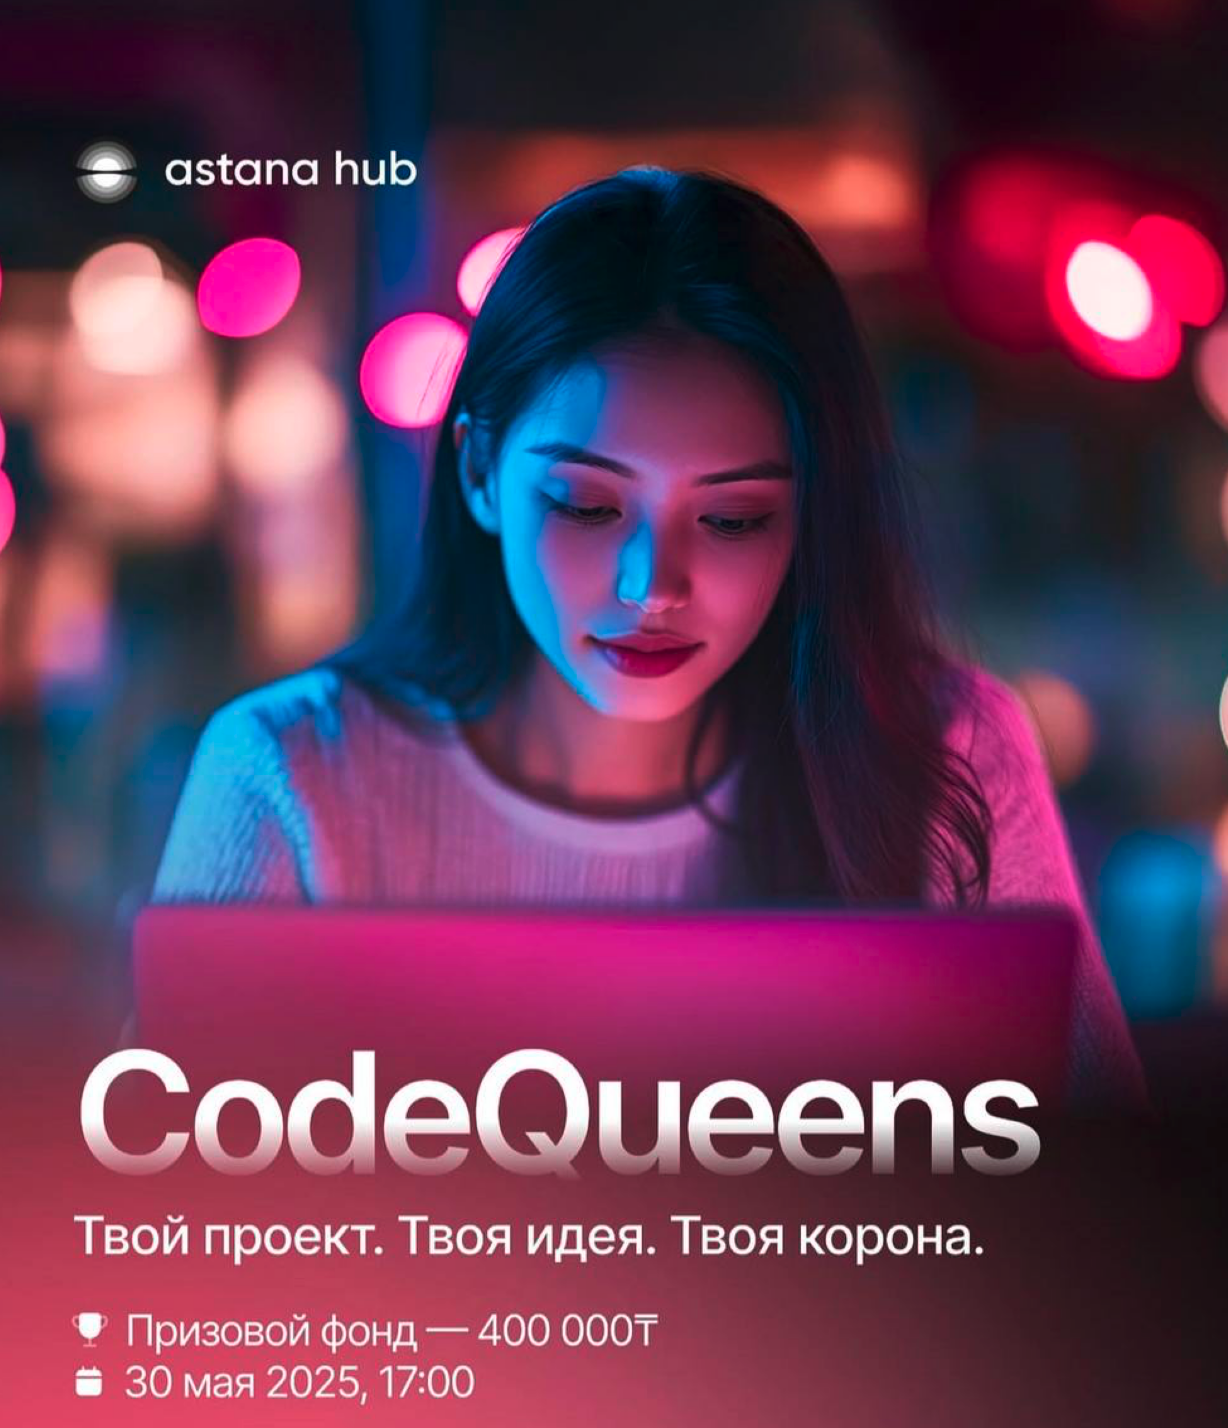 astana hub
CodeQueens
Твой проект. Твоя идея. Твоя корона.
Призовой фонд — 400 000₸
30 мая 2025, 17:00